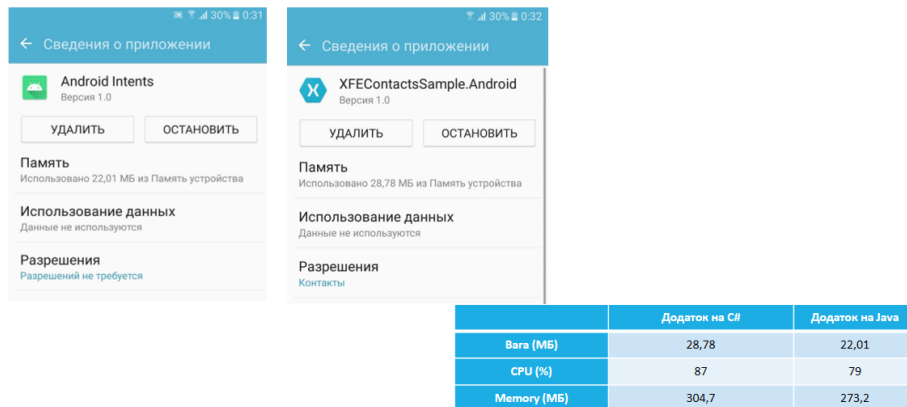 30% 0:31
Сведения о приложении
Android Intents
Версия 1.0
УДАЛИТЬ ОСТАНОВИТЬ
Память
Использовано 22,01 МБ из Память устройства
Использование данных
Данные не используются
Разрешения
Разрешений не требуется
30% 0:32
Сведения о приложении
XFEContactsSample.Android
Версия 1.0
УДАЛИТЬ ОСТАНОВИТЬ
Память
Использовано 28,78 МБ из Память устройства
Использование данных
Данные не используются
Разрешения
Контакты
Додаток на C# Додаток на Java
Вага (МБ) 28,78 22,01
CPU (%) 87 79
Memory (МБ) 304,7 273,2